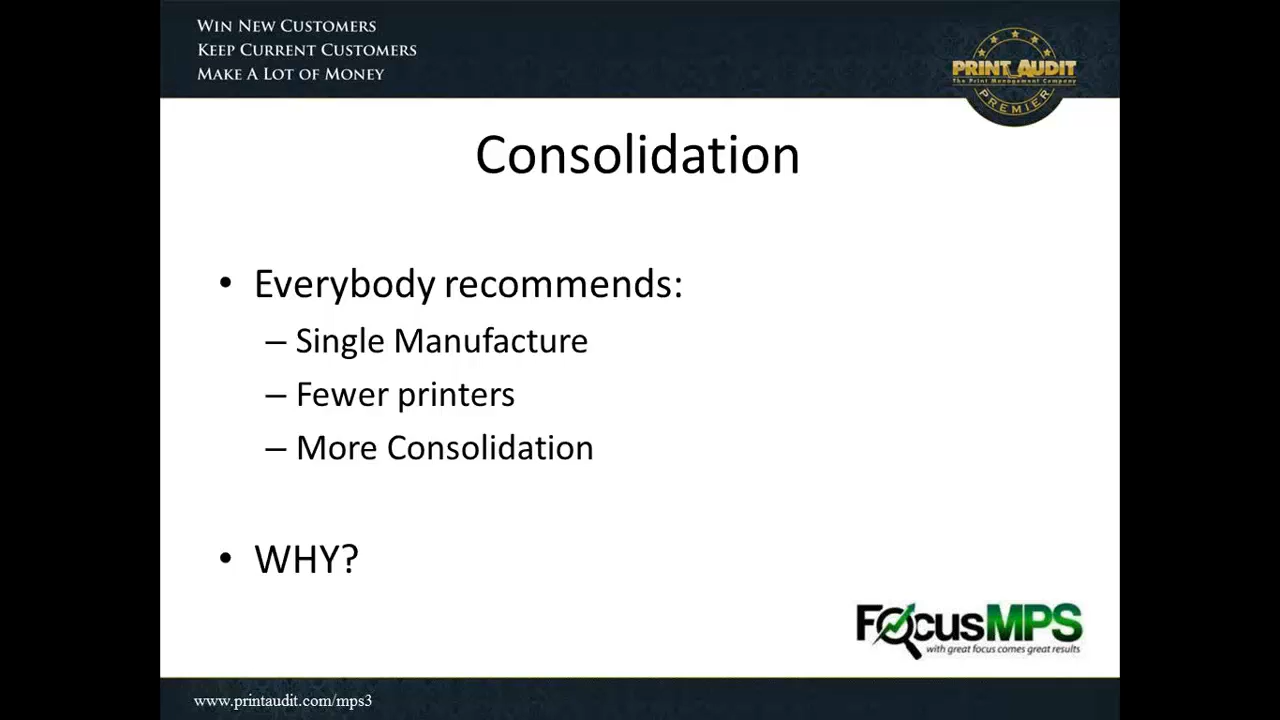 Win New Customers
Keep Current Customers
Make A Lot of Money
PRINT AUDIT
The Print Management Company
PREMIER
Consolidation
• Everybody recommends:
– Single Manufacture
– Fewer printers
– More Consolidation
• WHY?
FocusMPS
with great focus comes great results
www.printaudit.com/mps3